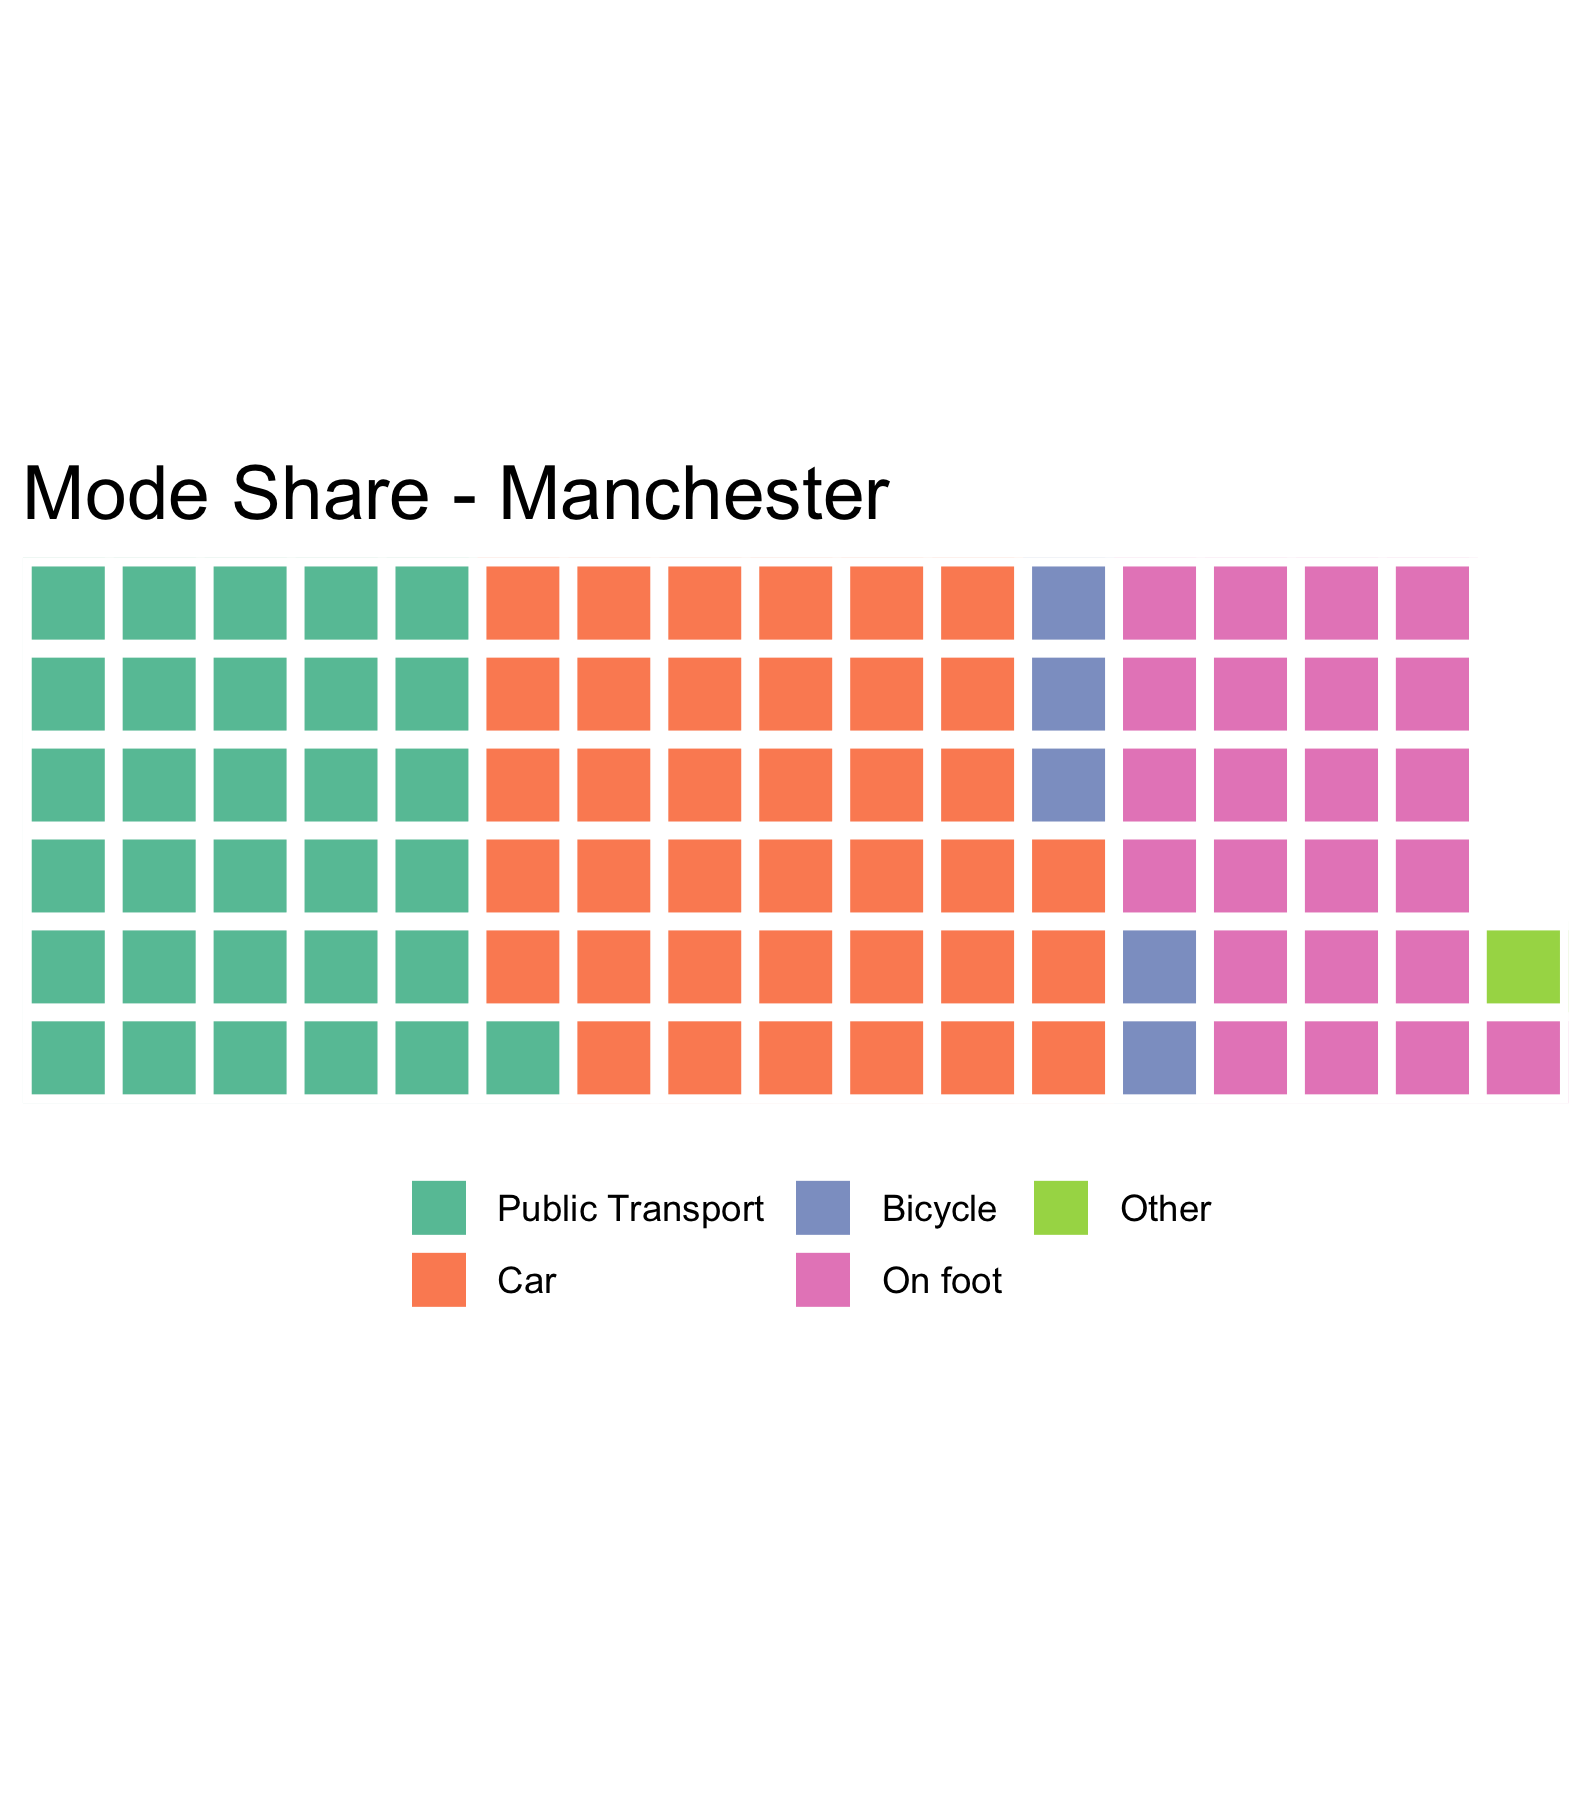 Mode Share - Manchester
Public Transport
Bicycle
Other
Car
On foot